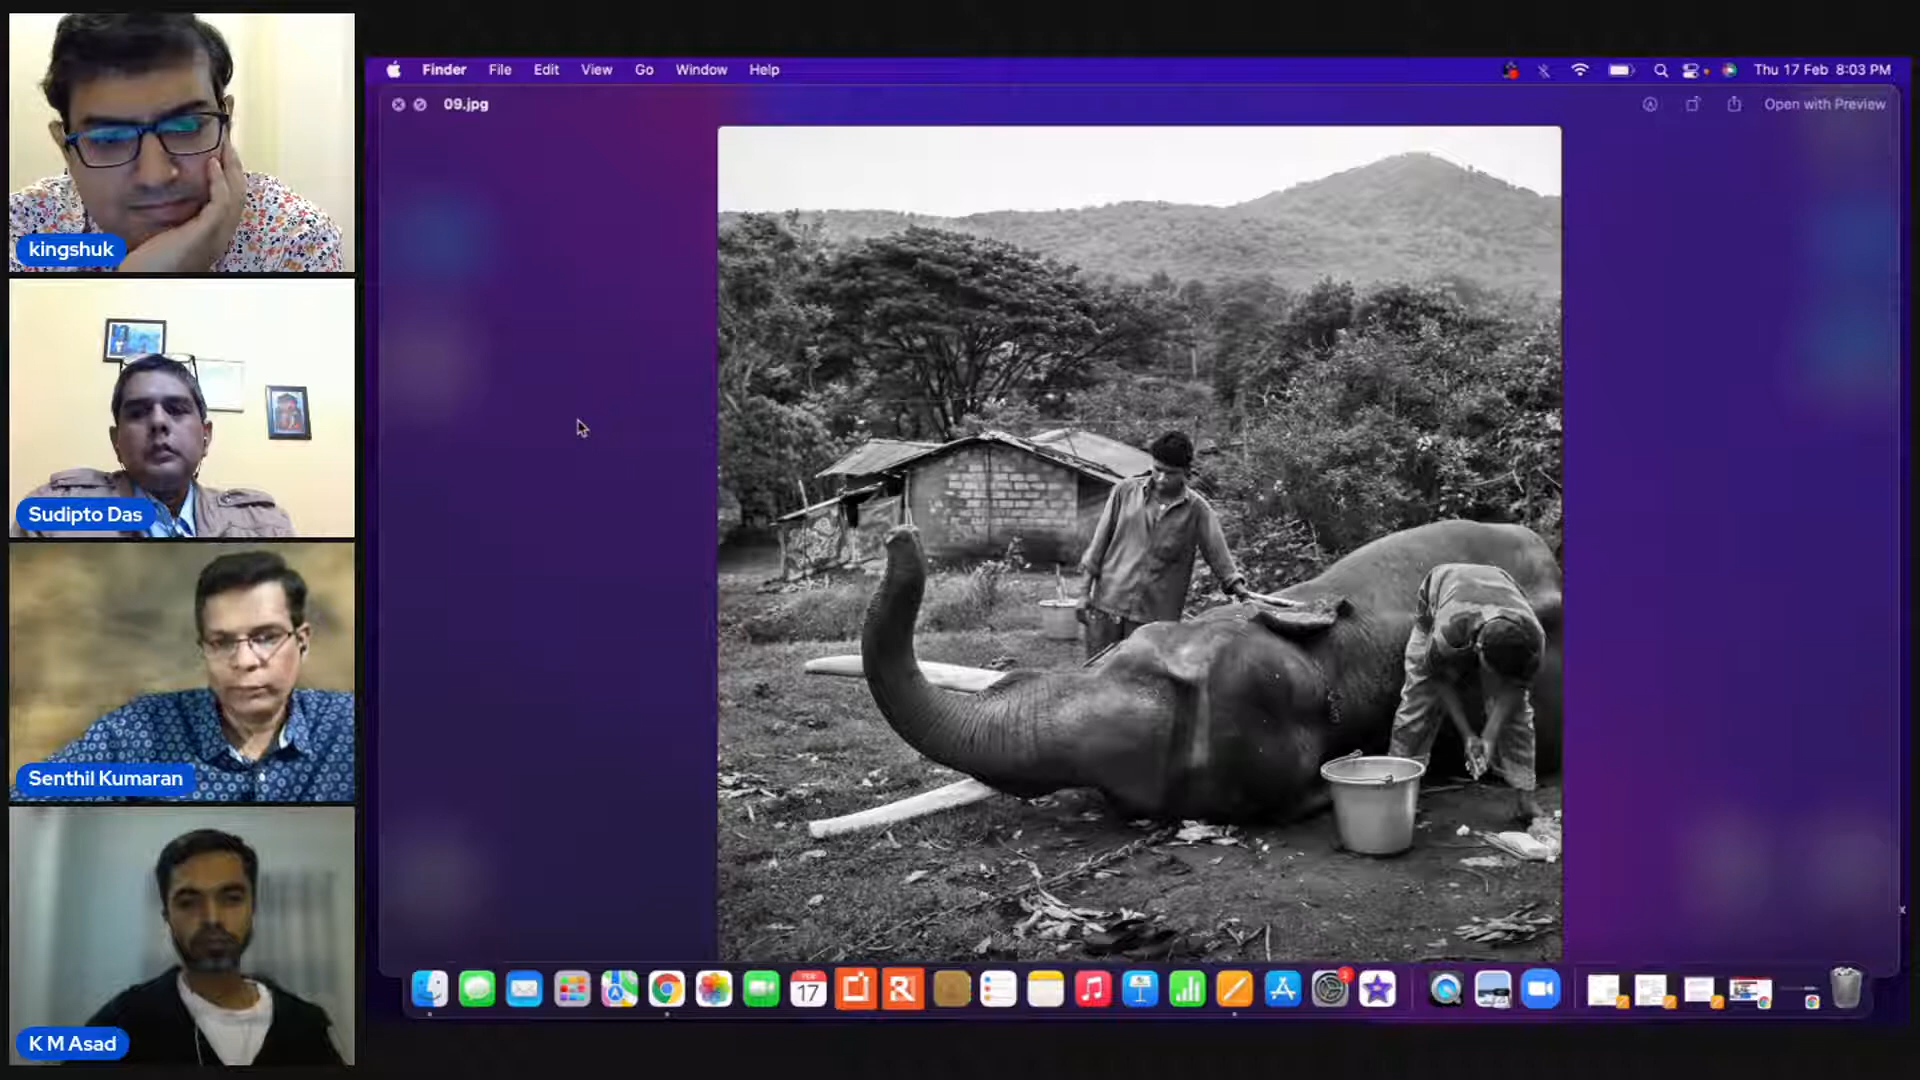 kingshuk
Sudipto Das
Senthil Kumaran
K M Asad
Finder File Edit View Go Window Help
Thu 17 Feb 8:03 PM
09.jpg
Open with Preview
17